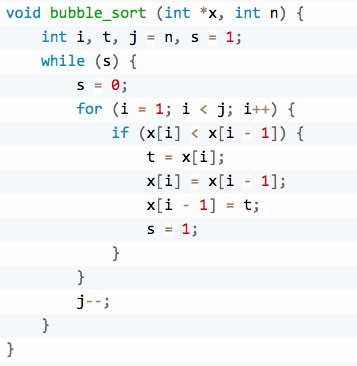 void bubble_sort (int *x, int n) {
    int i, t, j = n, s = 1;
    while (s) {
        s = 0;
        for (i = 1; i < j; i++) {
            if (x[i] < x[i - 1]) {
                t = x[i];
                x[i] = x[i - 1];
                x[i - 1] = t;
                s = 1;
            }
        }
        j--;
    }
}